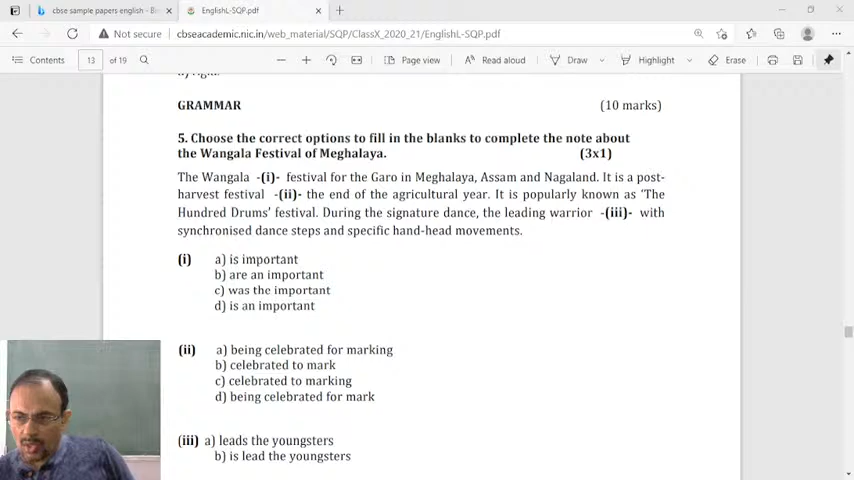 cbse sample papers-english - Bi
EnglishL-SQP.pdf
Not secure
cbseacademic.nic.in/web_material/SQP/ClassX_2020_21/EnglishL-SQP.pdf
Contents
13 of 19
Page view
Read aloud
Draw
Highlight
Erase
GRAMMAR (10 marks)
5. Choose the correct options to fill in the blanks to complete the note about
the Wangala Festival of Meghalaya. (3x1)
The Wangala -(i)- festival for the Garo in Meghalaya, Assam and Nagaland. It is a post-
harvest festival -(ii)- the end of the agricultural year. It is popularly known as ‘The
Hundred Drums’ festival. During the signature dance, the leading warrior -(iii)- with
synchronised dance steps and specific hand-head movements.
(i) a) is important
b) are an important
c) was the important
d) is an important
(ii) a) being celebrated for marking
b) celebrated to mark
c) celebrated to marking
d) being celebrated for mark
(iii) a) leads the youngsters
b) is lead the youngsters